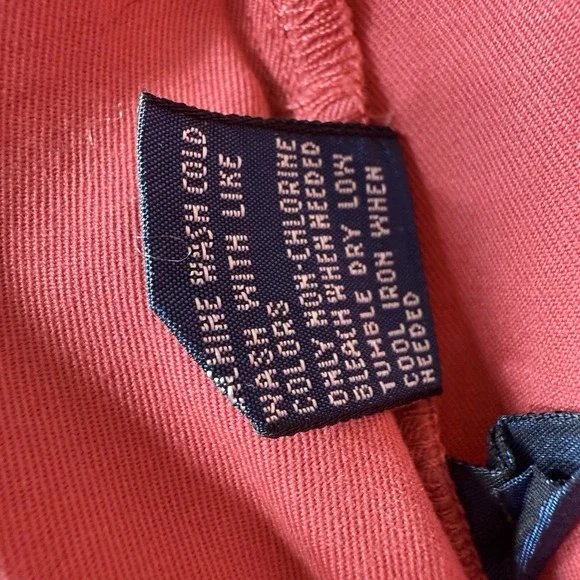 MACHINE WASH COLD
WASH WITH LIKE
COLORS
ONLY NON-CHLORINE
BLEACH WHEN NEEDED
TUMBLE DRY LOW
COOL IRON WHEN
NEEDED